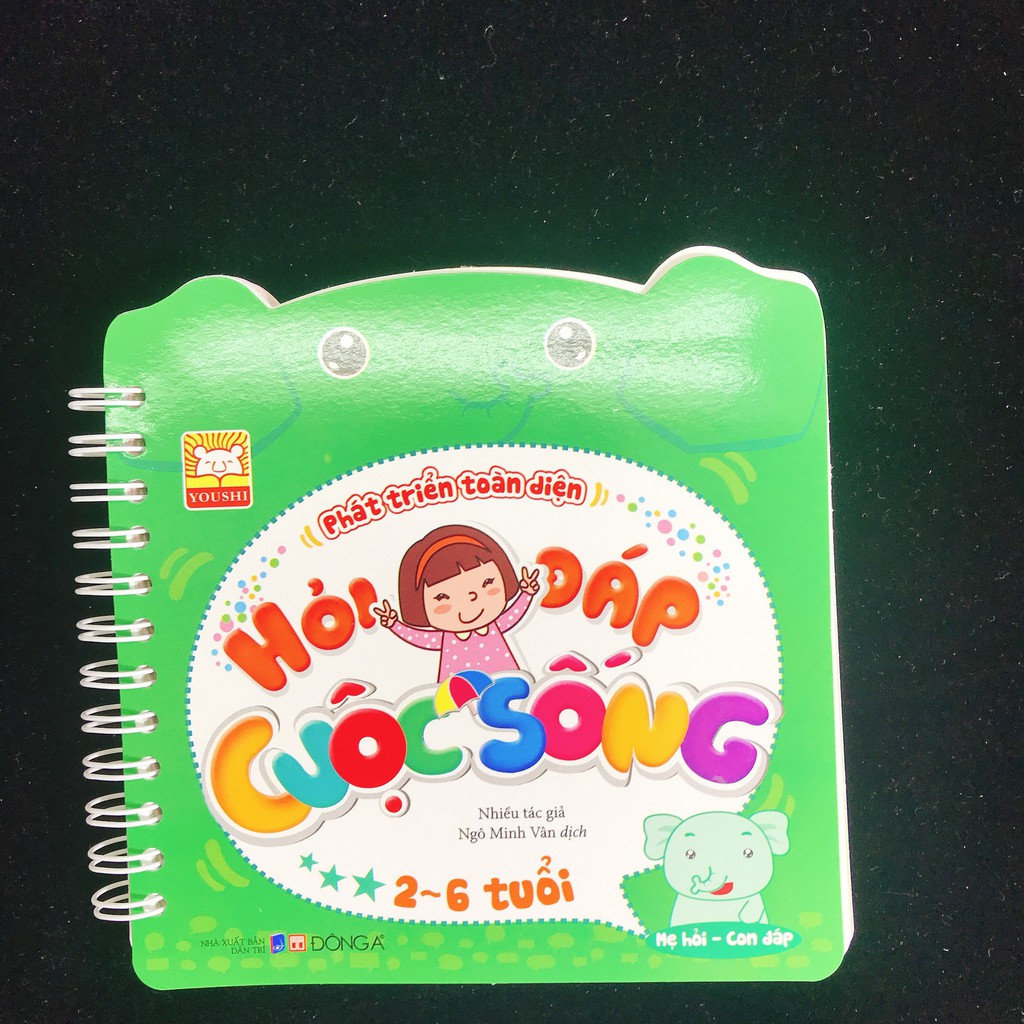 YOUSHI
Phát triển toàn diện
HỎI ĐÁP
CUỘC SỐNG
Nhiều tác giả
Ngô Minh Vân dịch
2~6 tuổi
Mẹ hỏi - Con đáp
NHÀ XUẤT BẢN
DÂN TRÍ
ĐÔNG A